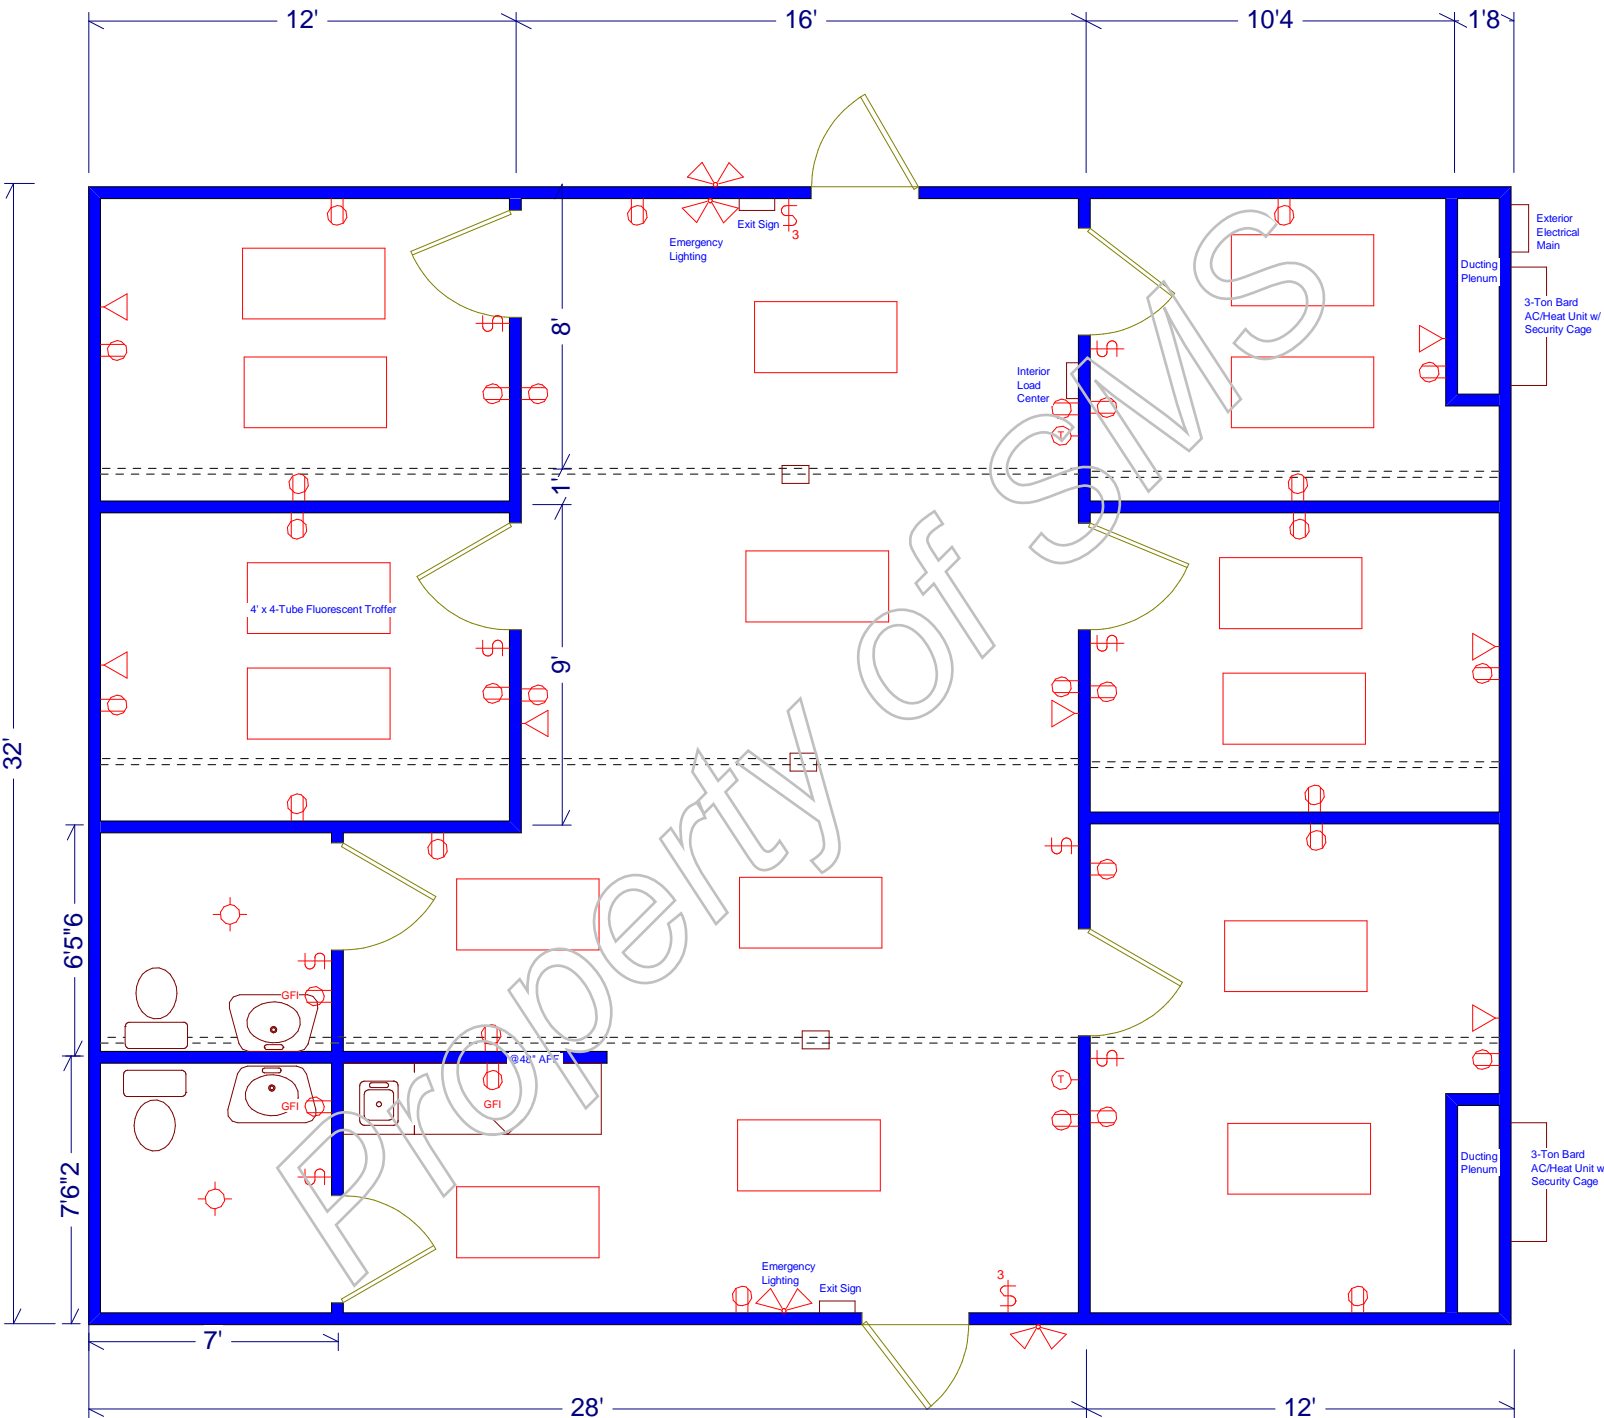 12'
16'
10'4
1'8
Exit Sign
3
Emergency
Lighting
Exterior
Electrical
Main
Ducting
Plenum
3-Ton Bard
AC/Heat Unit w/
Security Cage
8'
Interior
Load
Center
T
1'
4' x 4-Tube Fluorescent Troffer
9'
32'
Property of SMS
6'5"6
GFI
@48" AFF
T
GFI
GFI
7'6"2
Ducting
Plenum
3-Ton Bard
AC/Heat Unit w
Security Cage
Emergency
Lighting
Exit Sign
3
7'
28'
12'